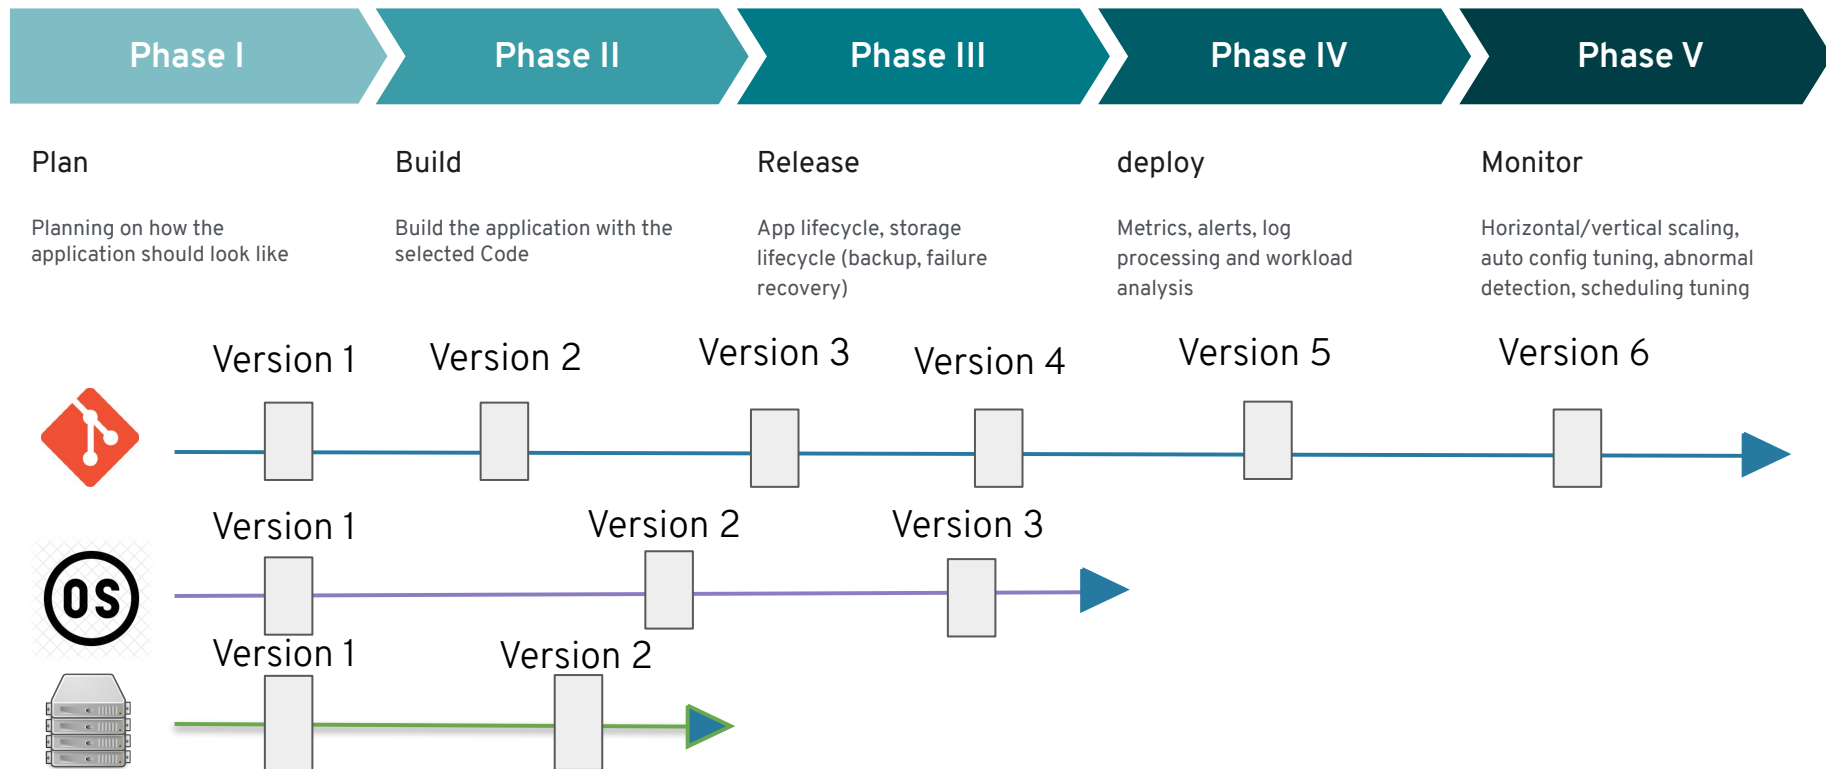 Phase I
Phase II
Phase III
Phase IV
Phase V
Plan
Planning on how the
application should look like
Build
Build the application with the
selected Code
Release
App lifecycle, storage
lifecycle (backup, failure
recovery)
deploy
Metrics, alerts, log
processing and workload
analysis
Monitor
Horizontal/vertical scaling,
auto config tuning, abnormal
detection, scheduling tuning
Version 1
Version 2
Version 3
Version 4
Version 5
Version 6
OS
Version 1
Version 2
Version 3
Version 1
Version 2